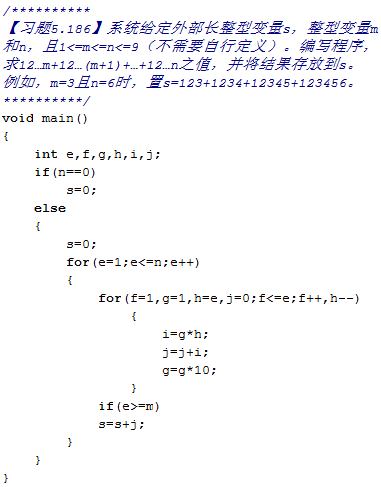 /**********
【习题5.186】系统给定外部长整型变量s，整型变量m
和n，且1<=m<=n<=9（不需要自行定义）。编写程序，
求12…m+12…(m+1)+…+12…n之值，并将结果存放到s。
例如，m=3且n=6时，置s=123+1234+12345+123456。
**********/
void main()
{
    int e,f,g,h,i,j;
    if(n==0)
        s=0;
    else
    {
        s=0;
        for(e=1;e<=n;e++)
        {
            for(f=1,g=1,h=e,j=0;f<=e;f++,h--)
                {
                    i=g*h;
                    j=j+i;
                    g=g*10;
                }
            if(e>=m)
            s=s+j;
        }
    }
}